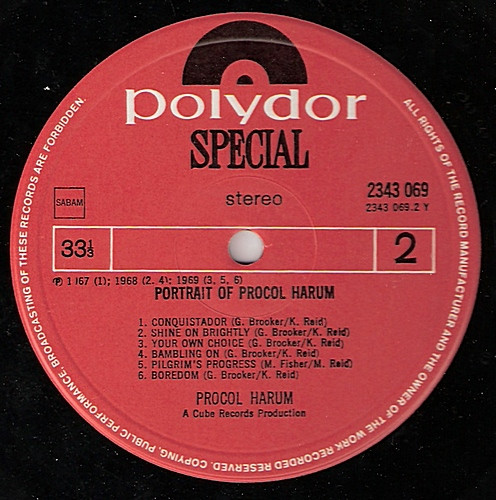 polydor
SPECIAL
stereo
SABAM
2343 069
2343 069.2 Y
33⅓
2
Ⓟ 1 I67 (1); 1968 (2. 4); 1969 (3, 5, 6)
PORTRAIT OF PROCOL HARUM
1. CONQUISTADOR (G. Brooker/K. Reid)
2. SHINE ON BRIGHTLY (G. Brooker/K. Reid)
3. YOUR OWN CHOICE (G. Brooker/K. Reid)
4. BAMBLING ON (G. Brooker/K. Reid)
5. PILGRIM'S PROGRESS (M. Fisher/M. Reid)
6. BOREDOM (G. Brooker/K. Reid)
PROCOL HARUM
A Cube Records Production
ALL RIGHTS OF THE RECORD MANUFACTURER AND OF THE OWNER OF THE WORK RECORDED RESERVED. COPYING, PUBLIC PERFORMANCE, BROADCASTING OF THESE RECORDS ARE FORBIDDEN.